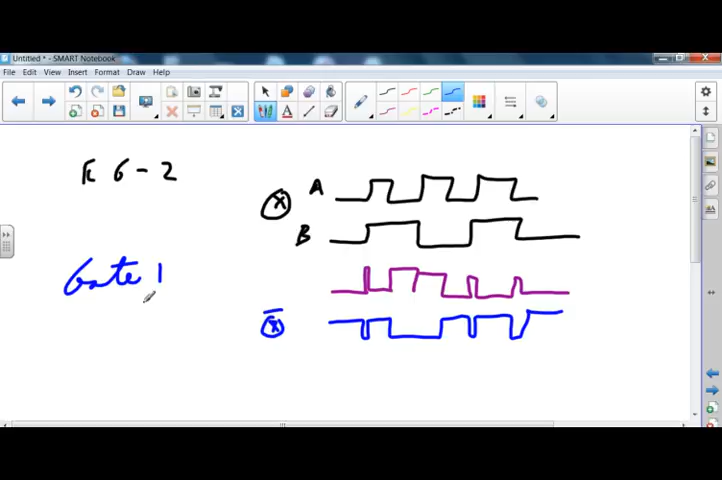 Untitled * - SMART Notebook
File Edit View Insert Format Draw Help
6-2
A
X
B
Gate 1
X